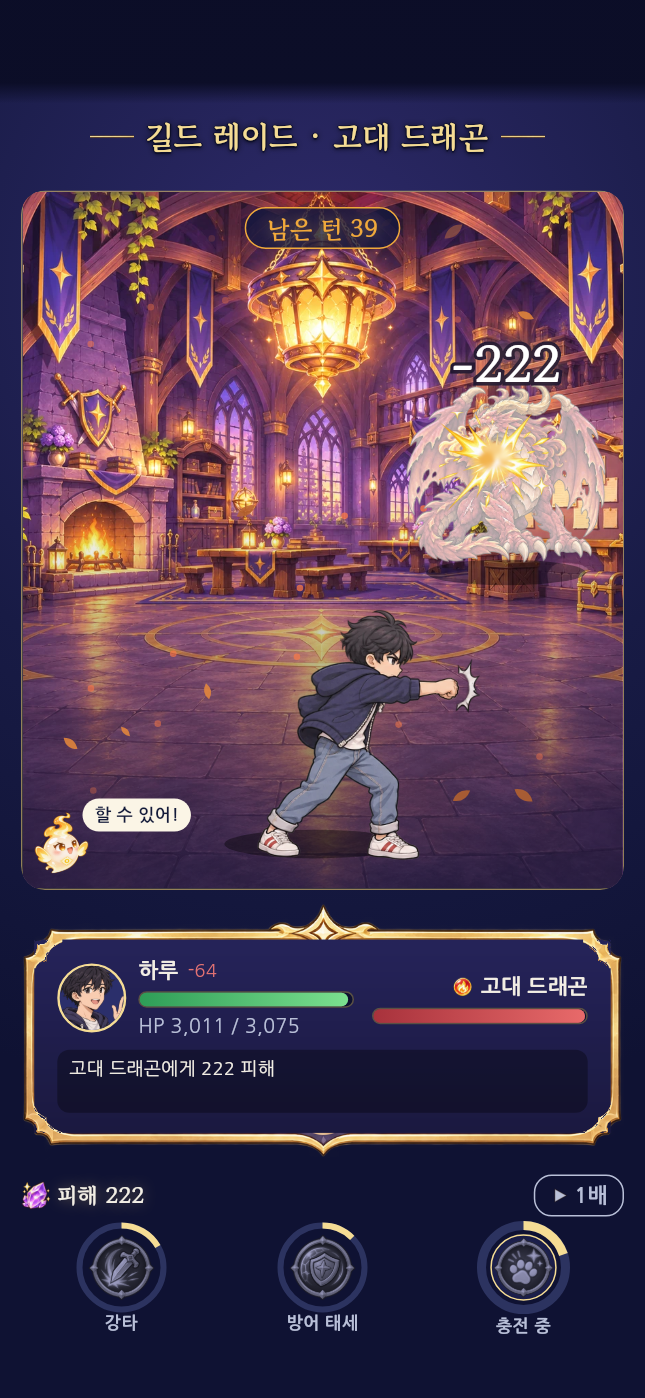 길드 레이드 · 고대 드래곤
남은 턴 39
-222
할 수 있어!
하루 -64
HP 3,011 / 3,075
고대 드래곤
고대 드래곤에게 222 피해
피해 222
▶ 1배
강타
방어 태세
충전 중